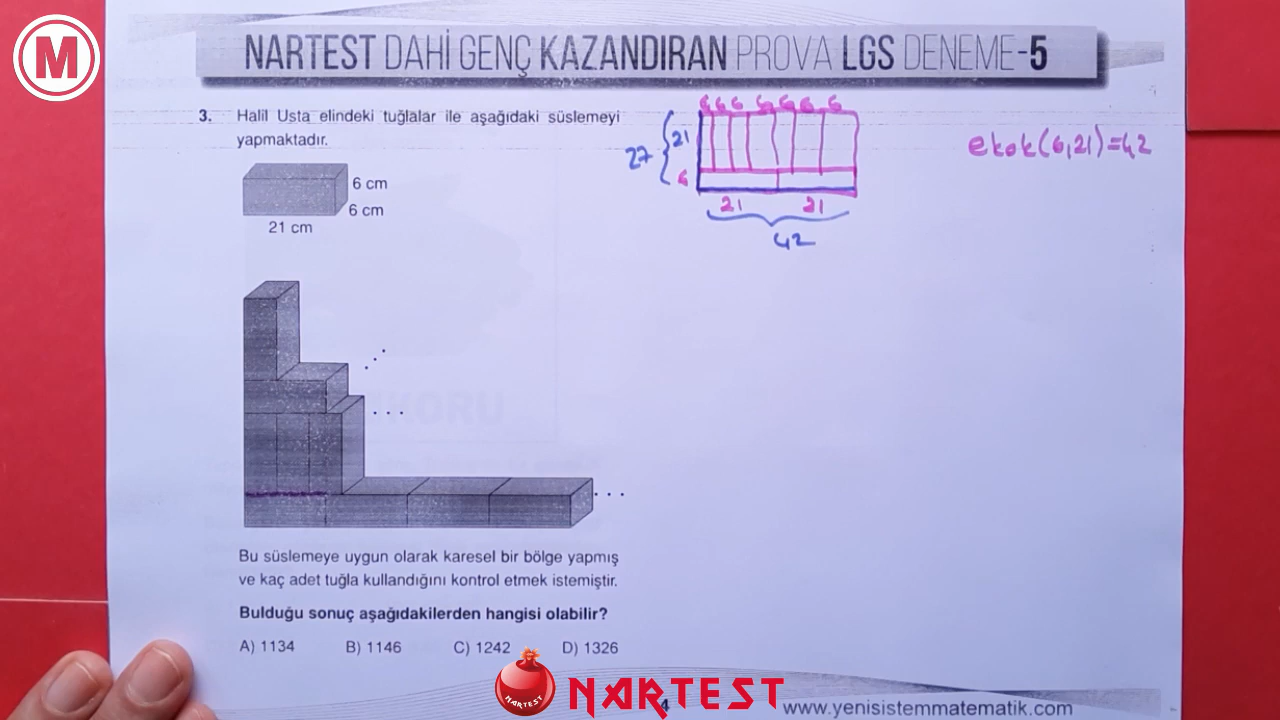 M
NARTEST DAHİ GENÇ KAZANDIRAN PROVA LGS DENEME-5
3. Halil Usta elindeki tuğlalar ile aşağıdaki süslemeyi
yapmaktadır.
6 cm
6 cm
21 cm
6 6 6 6 6 6 6
27
21
6
21 21
42
ekok(6,21)=42
Bu süslemeye uygun olarak karesel bir bölge yapmış
ve kaç adet tuğla kullandığını kontrol etmek istemiştir.
Bulduğu sonuç aşağıdakilerden hangisi olabilir?
A) 1134 B) 1146 C) 1242 D) 1326
NARTEST
NARTEST
4
www.yenisistemmatematik.com